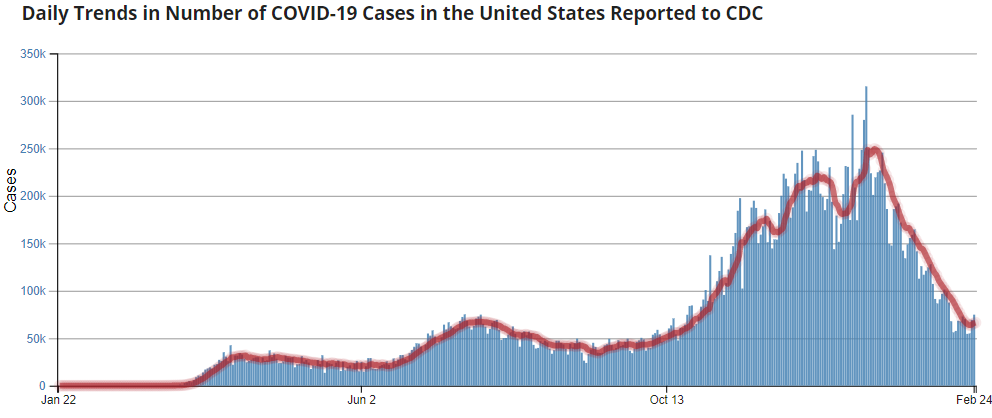 Daily Trends in Number of COVID-19 Cases in the United States Reported to CDC
350k
300k
250k
200k
150k
100k
50k
0
Cases
Jan 22
Jun 2
Oct 13
Feb 24